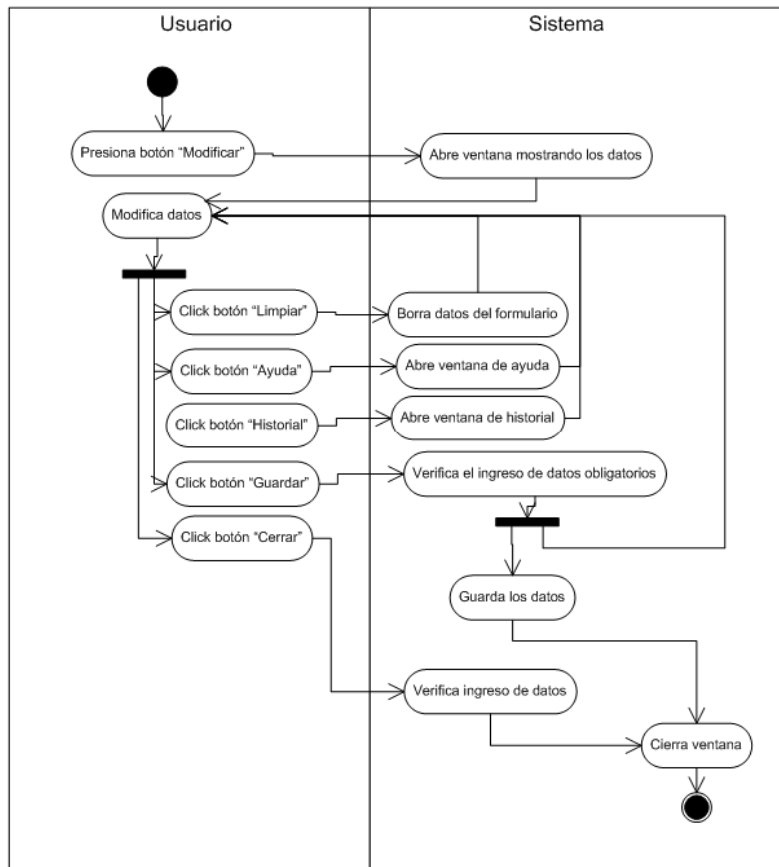 Usuario
Sistema
Presiona botón “Modificar”
Abre ventana mostrando los datos
Modifica datos
Click botón “Limpiar”
Borra datos del formulario
Click botón “Ayuda”
Abre ventana de ayuda
Click botón “Historial”
Abre ventana de historial
Click botón “Guardar”
Verifica el ingreso de datos obligatorios
Click botón “Cerrar”
Guarda los datos
Verifica ingreso de datos
Cierra ventana